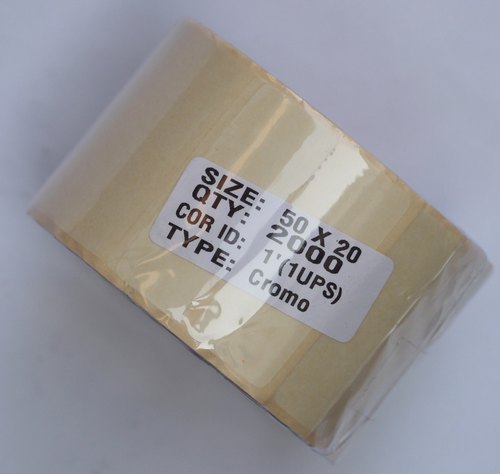 SIZE: 50 X 20
QTY: 2000
COR ID: 1'(1UPS)
TYPE: Cromo